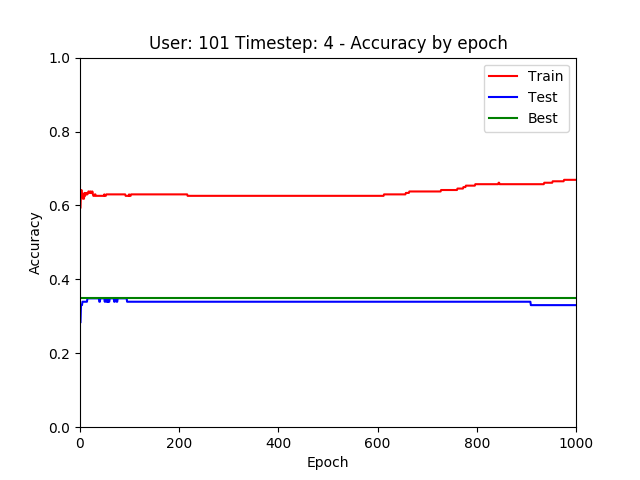 User: 101 Timestep: 4 - Accuracy by epoch
1.0
0.8
0.6
0.4
0.2
0.0
Accuracy
Train
Test
Best
0 200 400 600 800 1000
Epoch